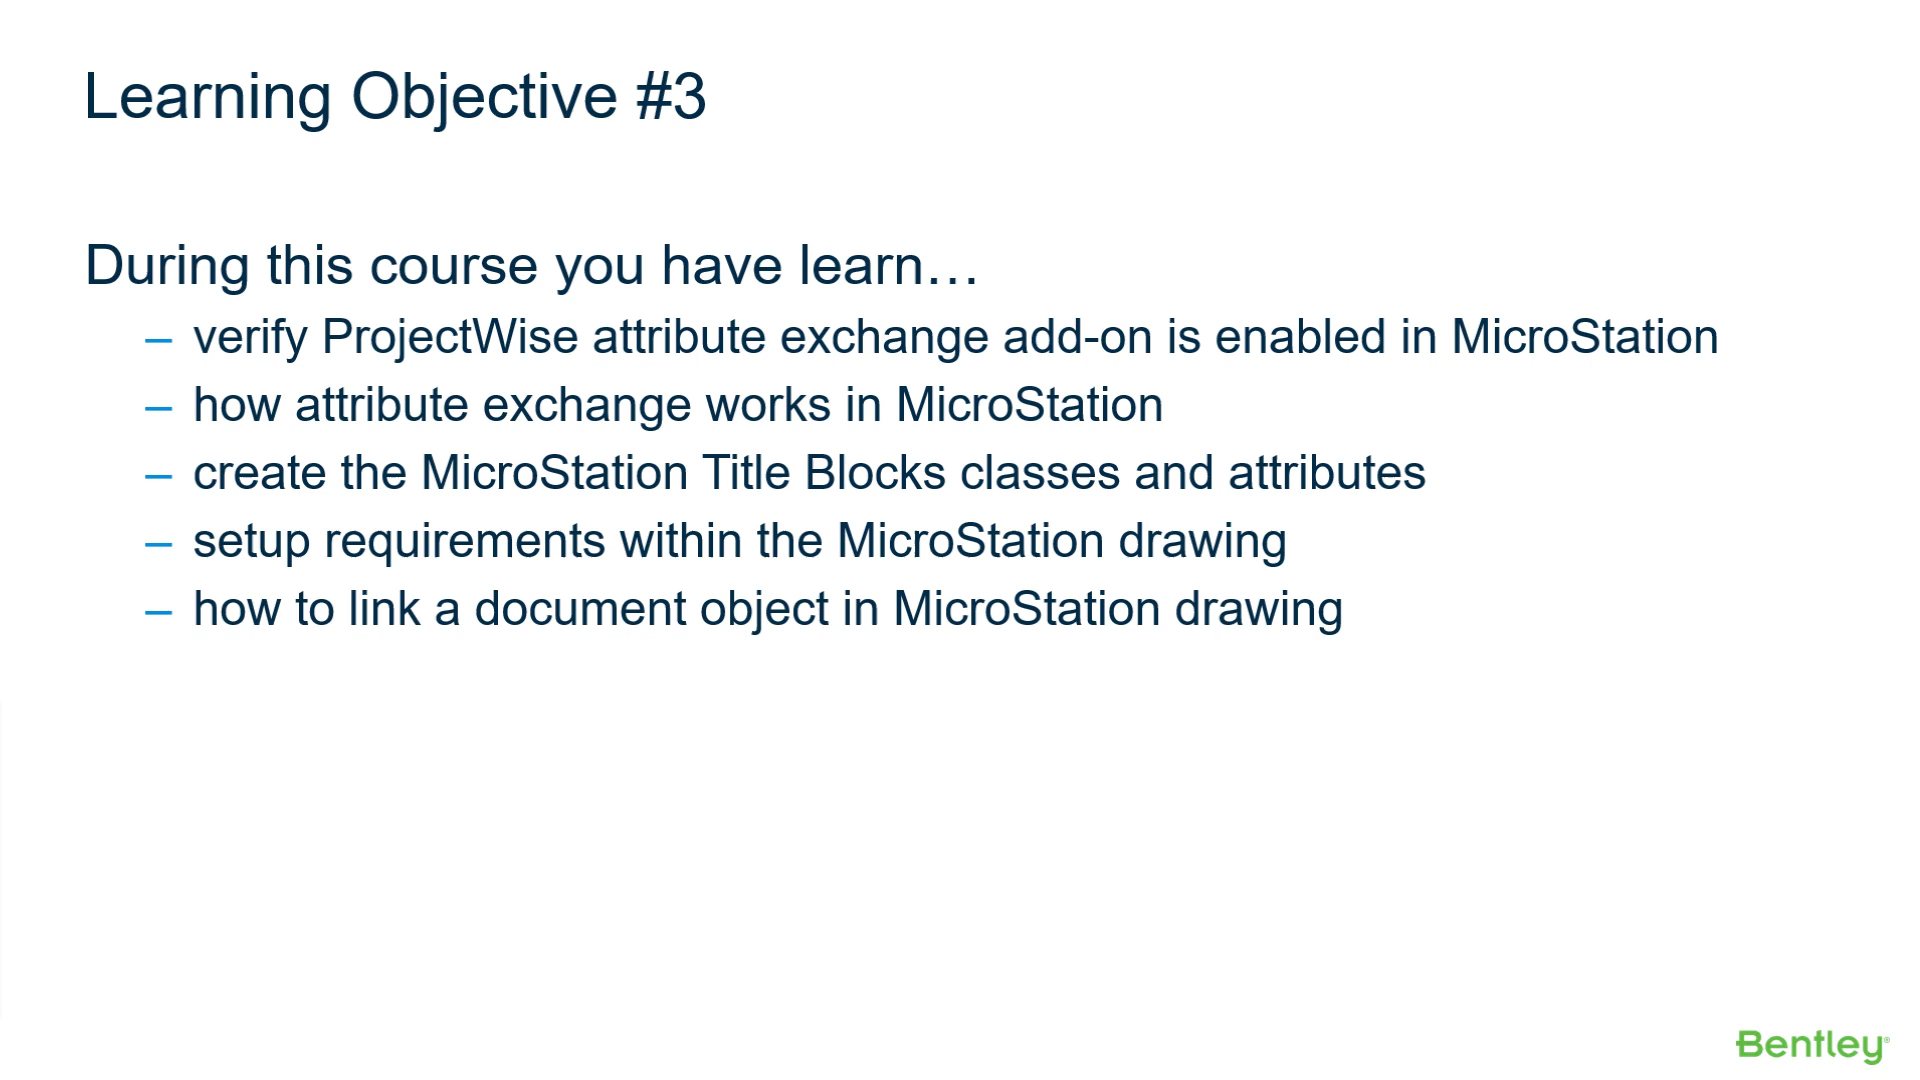 Learning Objective #3
During this course you have learn…
– verify ProjectWise attribute exchange add-on is enabled in MicroStation
– how attribute exchange works in MicroStation
– create the MicroStation Title Blocks classes and attributes
– setup requirements within the MicroStation drawing
– how to link a document object in MicroStation drawing
Bentley®